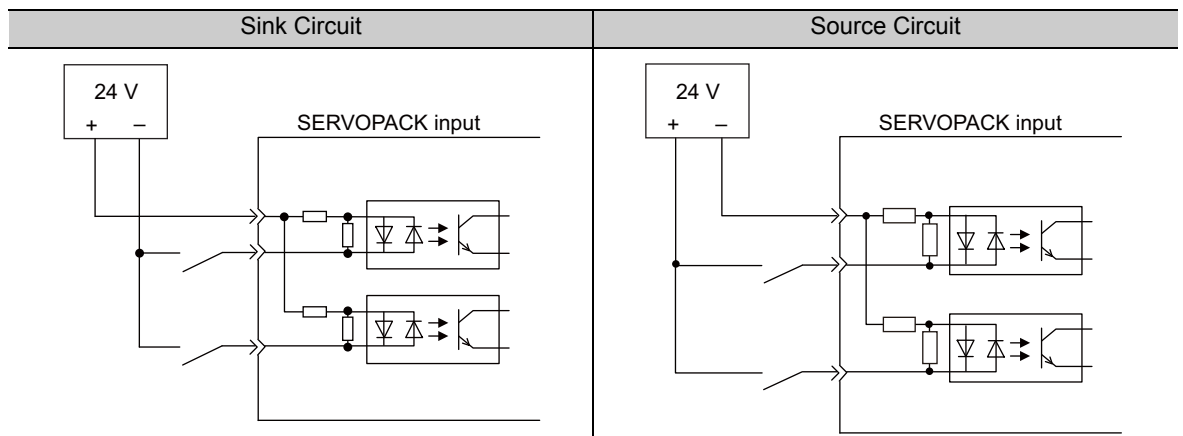 Sink Circuit
Source Circuit
24 V
+ –
SERVOPACK input
24 V
+ –
SERVOPACK input